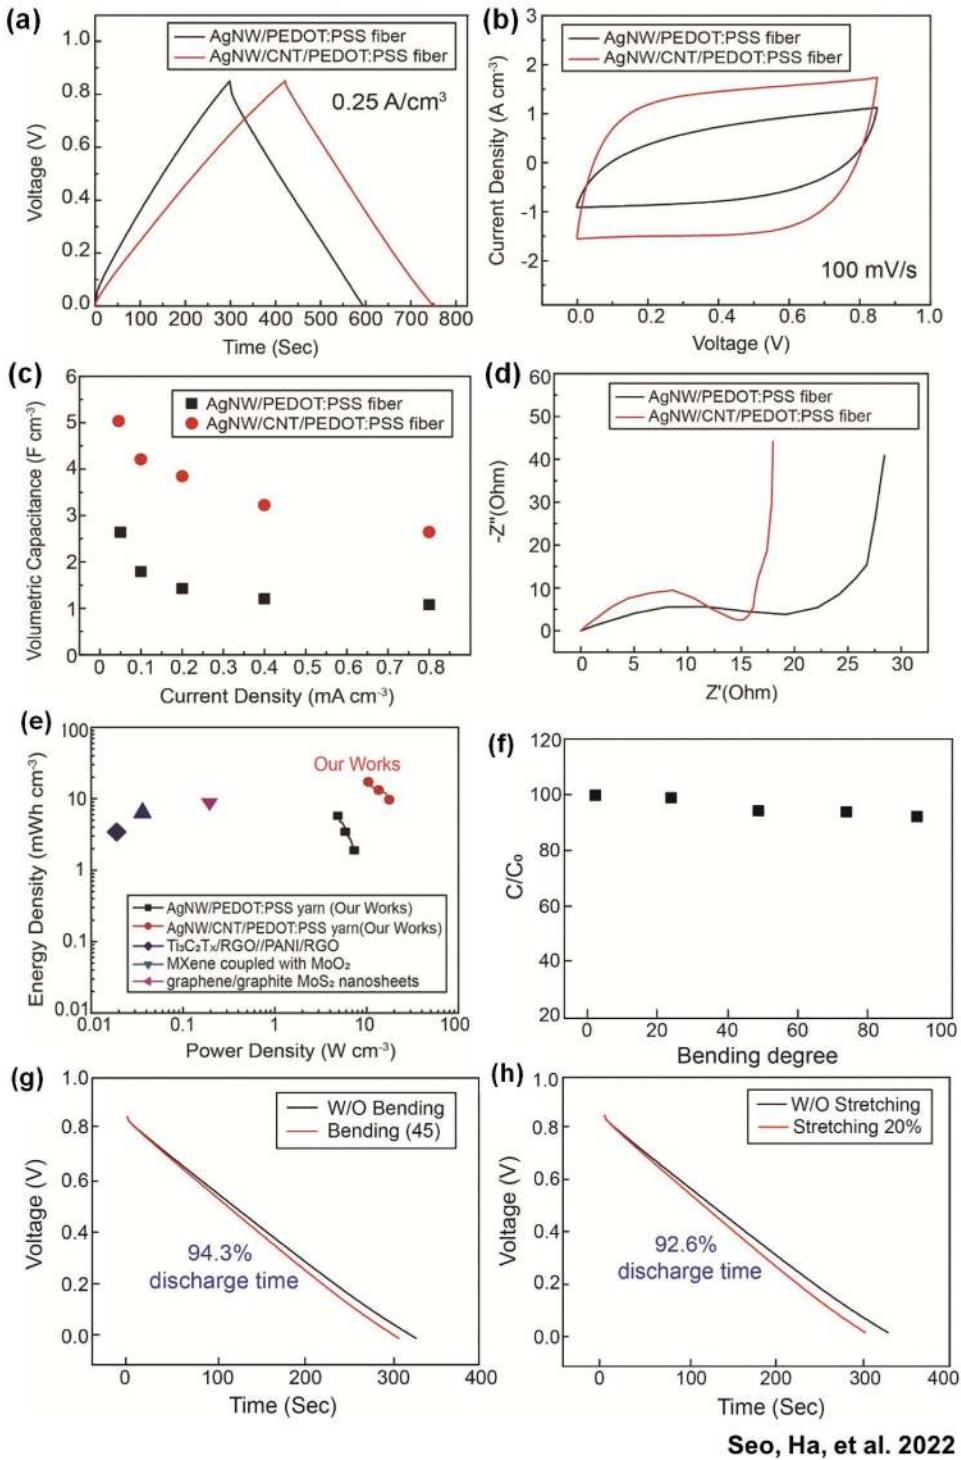 (a)
1.0
0.8
0.6
0.4
0.2
0.0
Voltage (V)
AgNW/PEDOT:PSS fiber
AgNW/CNT/PEDOT:PSS fiber
0.25 A/cm³
0 100 200 300 400 500 600 700 800
Time (Sec)
(b)
3
2
1
0
-1
-2
Current Density (A cm⁻³)
AgNW/PEDOT:PSS fiber
AgNW/CNT/PEDOT:PSS fiber
100 mV/s
0.0 0.2 0.4 0.6 0.8 1.0
Voltage (V)
(c)
6
5
4
3
2
1
0
Volumetric Capacitance (F cm⁻³)
AgNW/PEDOT:PSS fiber
AgNW/CNT/PEDOT:PSS fiber
0 0.1 0.2 0.3 0.4 0.5 0.6 0.7 0.8
Current Density (mA cm⁻³)
(d)
60
50
40
30
20
10
0
-Z"(Ohm)
AgNW/PEDOT:PSS fiber
AgNW/CNT/PEDOT:PSS fiber
0 5 10 15 20 25 30
Z'(Ohm)
(e)
100
10
1
0.1
0.01
Energy Density (mWh cm⁻³)
Our Works
AgNW/PEDOT:PSS yarn (Our Works)
AgNW/CNT/PEDOT:PSS yarn(Our Works)
Ti₃C₂Tₓ/RGO//PANI/RGO
MXene coupled with MoO₂
graphene/graphite MoS₂ nanosheets
0.01 0.1 1 10 100
Power Density (W cm⁻³)
(f)
120
100
80
60
40
20
C/C₀
0 20 40 60 80 100
Bending degree
(g)
1.0
0.8
0.6
0.4
0.2
0.0
Voltage (V)
W/O Bending
Bending (45)
94.3%
discharge time
0 100 200 300 400
Time (Sec)
(h)
1.0
0.8
0.6
0.4
0.2
0.0
Voltage (V)
W/O Stretching
Stretching 20%
92.6%
discharge time
0 100 200 300 400
Time (Sec)
Seo, Ha, et al. 2022